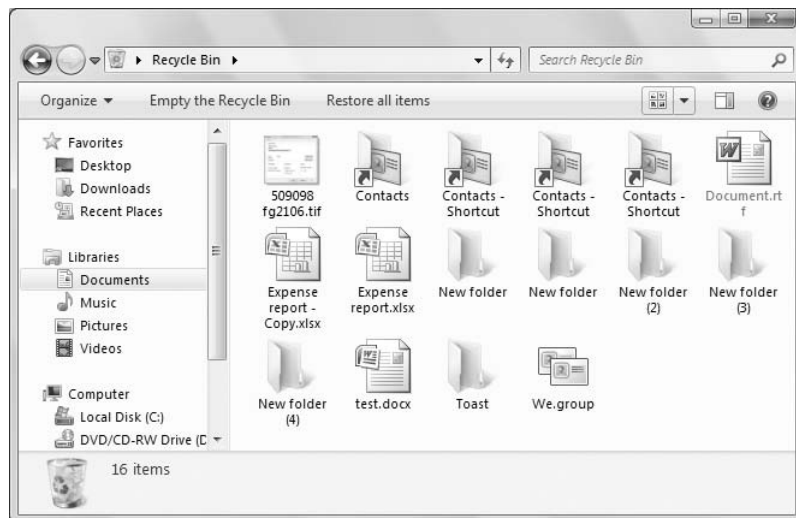 Recycle Bin
Search Recycle Bin
Organize
Empty the Recycle Bin
Restore all items
Favorites
Desktop
Downloads
Recent Places
Libraries
Documents
Music
Pictures
Videos
Computer
Local Disk (C:)
DVD/CD-RW Drive (D
509098
fg2106.tif
Contacts
Contacts -
Shortcut
Contacts -
Shortcut
Contacts -
Shortcut
Document.rt
f
Expense
report -
Copy.xlsx
Expense
report.xlsx
New folder
New folder
New folder
(2)
New folder
(3)
New folder
(4)
test.docx
Toast
We.group
16 items